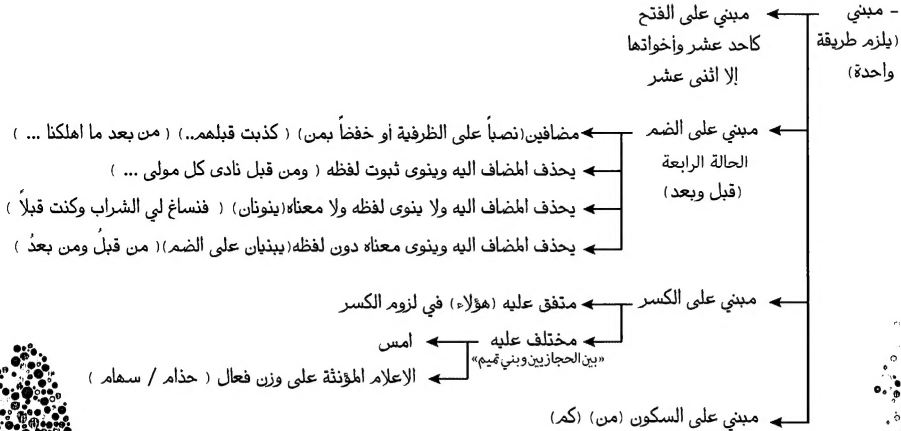 - مبني
(يلزم طريقة
واحدة)
مبني على الفتح
كاحد عشر وأخواتها
إلا اثنى عشر
مبني على الضم
الحالة الرابعة
(قبل وبعد)
مضافين(نصباً على الظرفية أو خفضاً بمن) ( كذبت قبلهم..) ( من بعد ما اهلكنا ... )
يحذف المضاف اليه وينوى ثبوت لفظه ( ومن قبل نادى كل مولى ... )
يحذف المضاف اليه ولا ينوى لفظه ولا معناه(ينونان) ( فنساغ لي الشراب وكنت قبلاً )
يحذف المضاف اليه وينوى معناه دون لفظه(يبنيان على الضم)( من قبلُ ومن بعدُ )
مبني على الكسر
متفق عليه (هؤلاء) في لزوم الكسر
مختلف عليه
«بين الحجازيين وبني تميم»
امس
الاعلام المؤنثة على وزن فعال ( حذام / سهام )
مبني على السكون (من) (كم)